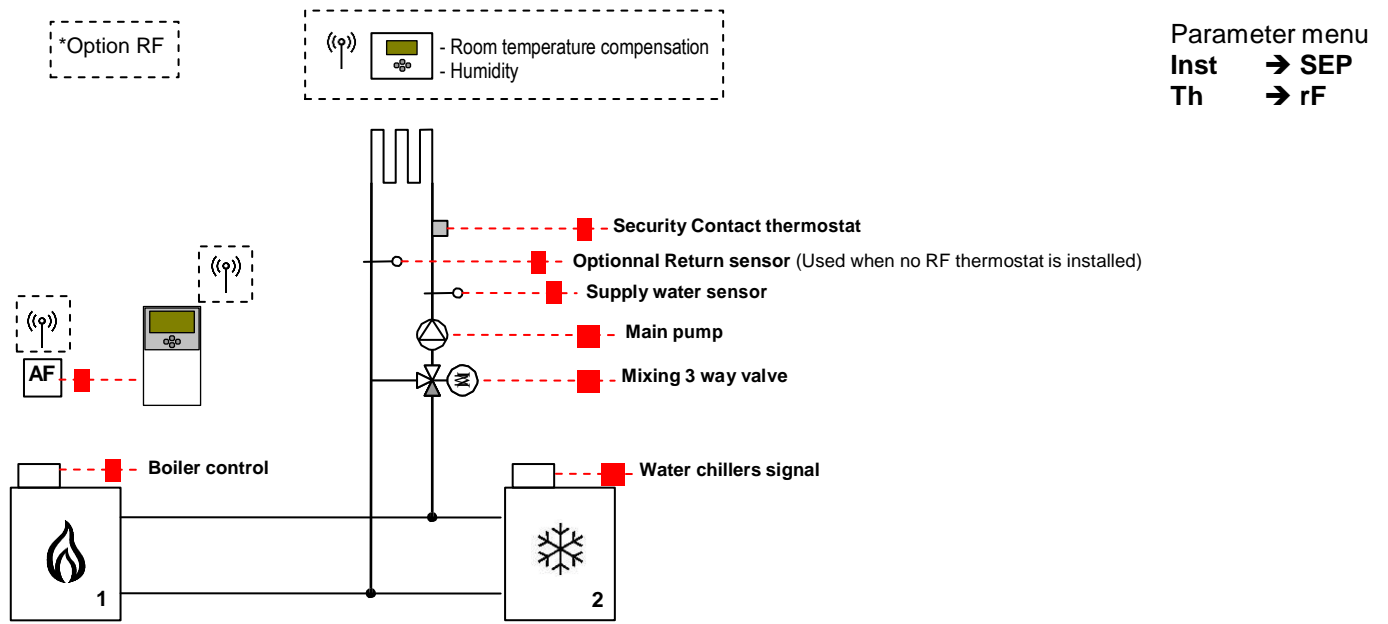 *Option RF
- Room temperature compensation
- Humidity
Parameter menu
Inst ➔ SEP
Th ➔ rF
Security Contact thermostat
Optionnal Return sensor (Used when no RF thermostat is installed)
Supply water sensor
Main pump
Mixing 3 way valve
AF
Boiler control
Water chillers signal
1
2